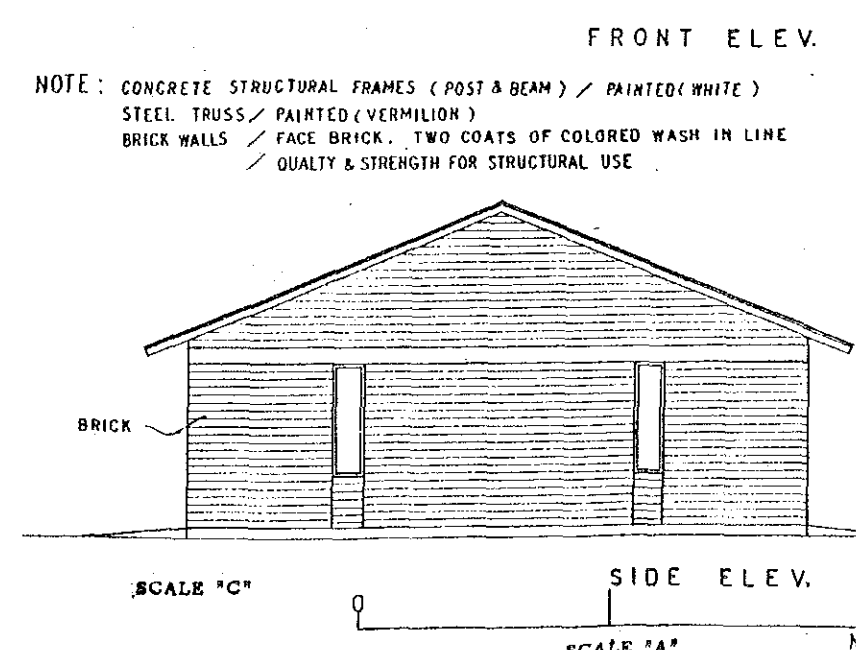 FRONT ELEV.
NOTE : CONCRETE STRUCTURAL FRAMES ( POST & BEAM ) / PAINTED ( WHITE )
STEEL TRUSS / PAINTED ( VERMILION )
BRICK WALLS / FACE BRICK. TWO COATS OF COLORED WASH IN LINE
/ QUALTY & STRENGTH FOR STRUCTURAL USE
BRICK
SIDE ELEV.
SCALE "C"
0
SCALE "A"